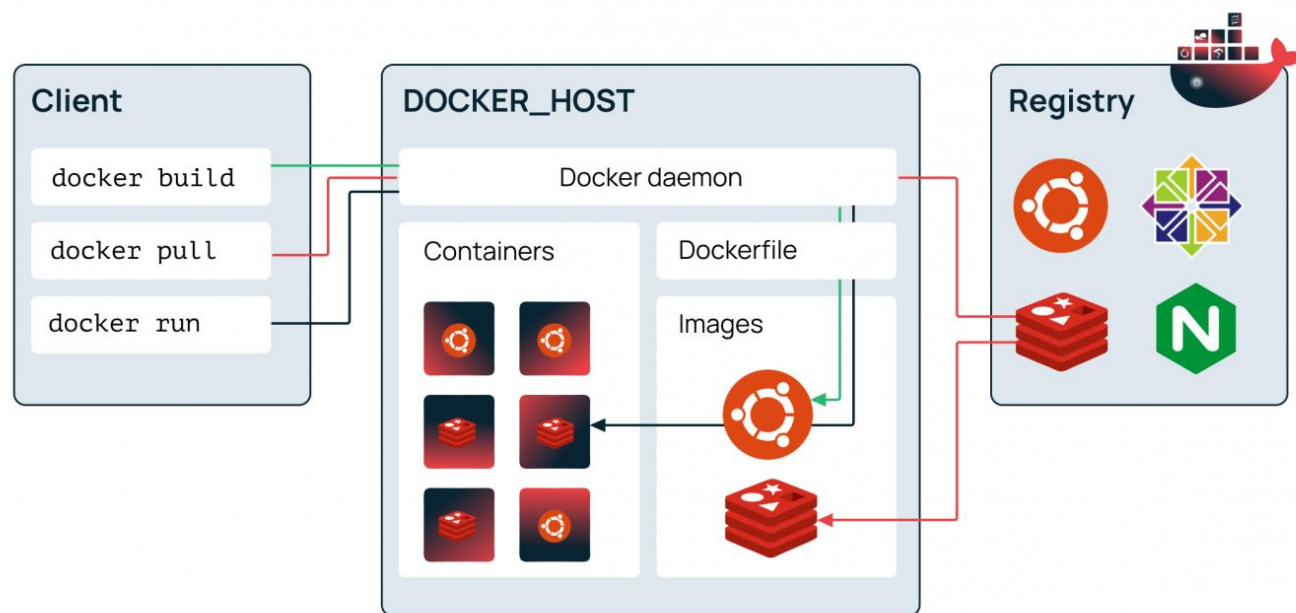 Client
docker build
docker pull
docker run
DOCKER_HOST
Docker daemon
Containers
Dockerfile
Images
Registry
N